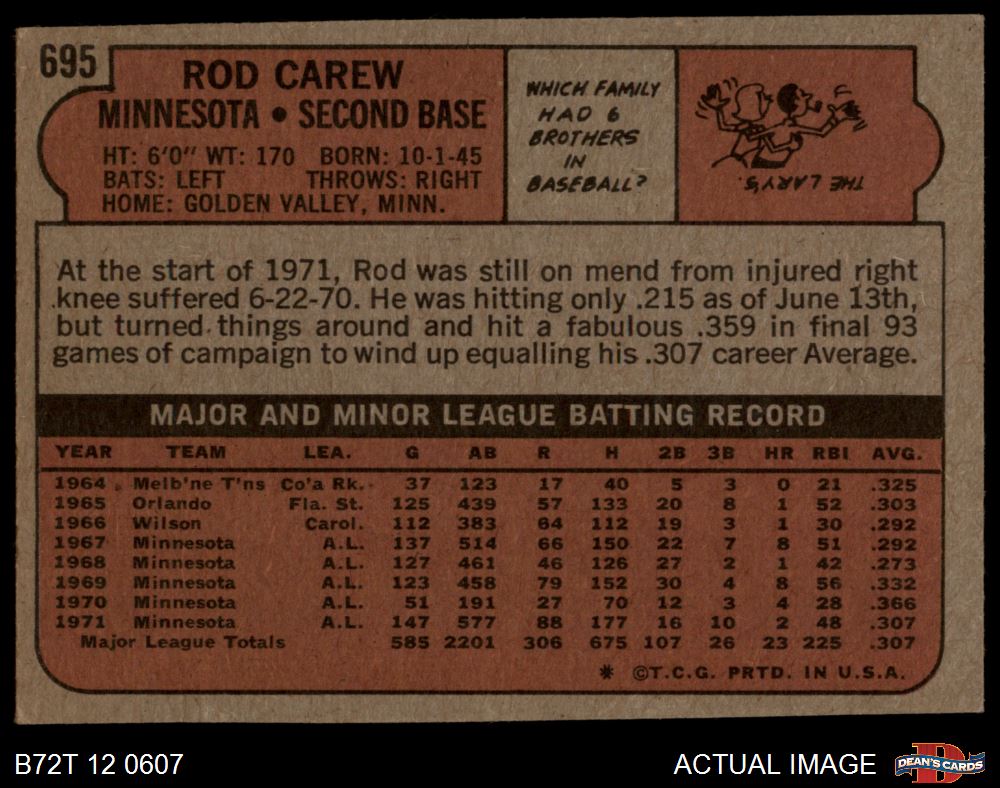 695
ROD CAREW
MINNESOTA • SECOND BASE
HT: 6'0" WT: 170 BORN: 10-1-45
BATS: LEFT THROWS: RIGHT
HOME: GOLDEN VALLEY, MINN.
WHICH FAMILY
HAD 6
BROTHERS
IN
BASEBALL?
THE LARYS.
At the start of 1971, Rod was still on mend from injured right
knee suffered 6-22-70. He was hitting only .215 as of June 13th,
but turned things around and hit a fabulous .359 in final 93
games of campaign to wind up equalling his .307 career Average.
MAJOR AND MINOR LEAGUE BATTING RECORD
YEAR TEAM LEA. G AB R H 2B 3B HR RBI AVG.
1964 Melb'ne T'ns Co'a Rk. 37 123 17 40 5 3 0 21 .325
1965 Orlando Fla. St. 125 439 57 133 20 8 1 52 .303
1966 Wilson Carol. 112 383 64 112 19 3 1 30 .292
1967 Minnesota A.L. 137 514 66 150 22 7 8 51 .292
1968 Minnesota A.L. 127 461 46 126 27 2 1 42 .273
1969 Minnesota A.L. 123 458 79 152 30 4 8 56 .332
1970 Minnesota A.L. 51 191 27 70 12 3 4 28 .366
1971 Minnesota A.L. 147 577 88 177 16 10 2 48 .307
Major League Totals 585 2201 306 675 107 26 23 225 .307
* ©T.C.G. PRTD. IN U.S.A.
B72T 12 0607
ACTUAL IMAGE
D
DEAN'S CARDS